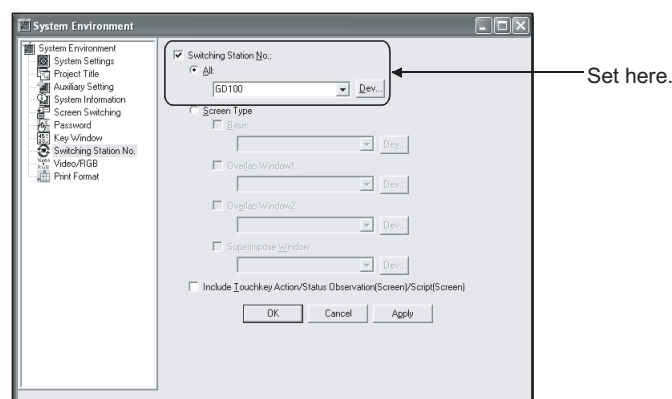 System Environment
System Environment
System Settings
Project Title
Auxiliary Setting
System Information
Screen Switching
Password
Key Window
Switching Station No.
Video/RGB
Print Format
Switching Station No.:
All:
GD100
Dev...
Set here.
Screen Type
Base:
Dev...
Overlap Window1:
Dev...
Overlap Window2:
Dev...
Superimpose Window
Dev...
Include Touchkey Action/Status Observation(Screen)/Script(Screen)
OK Cancel Apply